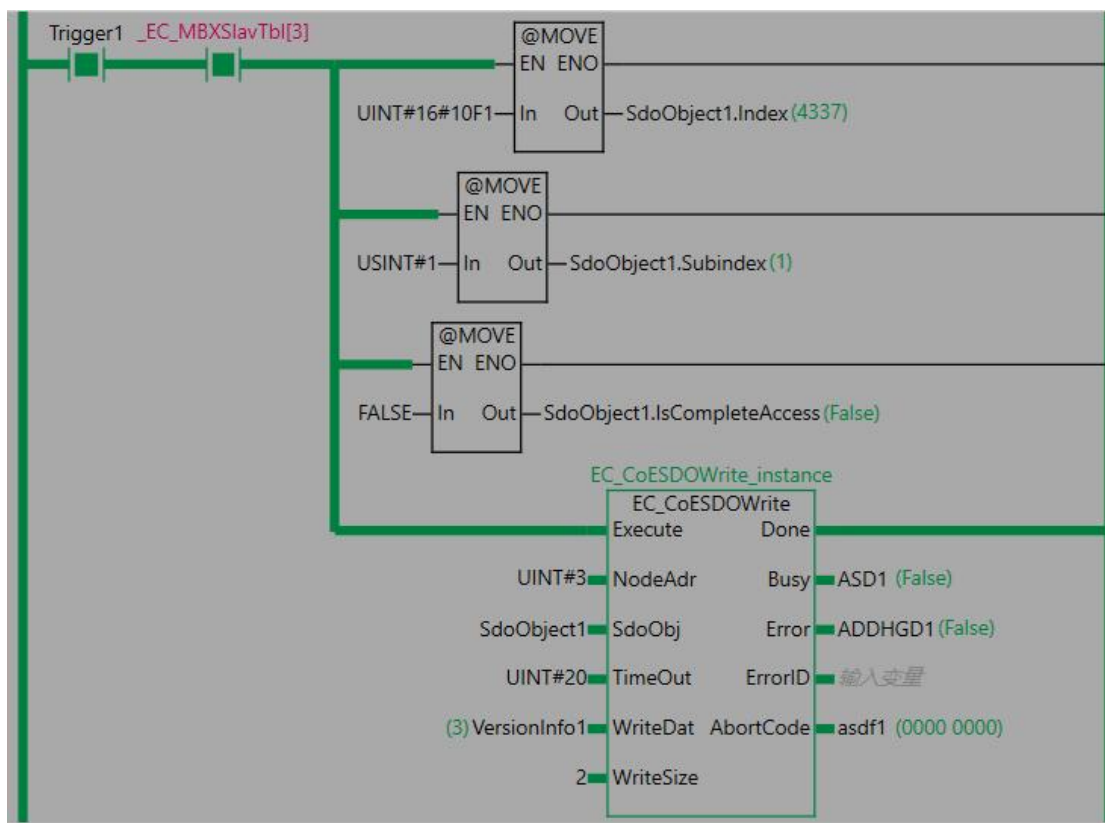 Trigger1 _EC_MBXSlavTbl[3]
@MOVE
EN ENO
UINT#16#10F1 In Out SdoObject1.Index (4337)
@MOVE
EN ENO
USINT#1 In Out SdoObject1.Subindex (1)
@MOVE
EN ENO
FALSE In Out SdoObject1.IsCompleteAccess (False)
EC_CoESDOWrite_instance
EC_CoESDOWrite
Execute Done
UINT#3 NodeAdr Busy ASD1 (False)
SdoObject1 SdoObj Error ADDHGD1 (False)
UINT#20 TimeOut ErrorID 输入变量
(3) VersionInfo1 WriteDat AbortCode asdf1 (0000 0000)
2 WriteSize